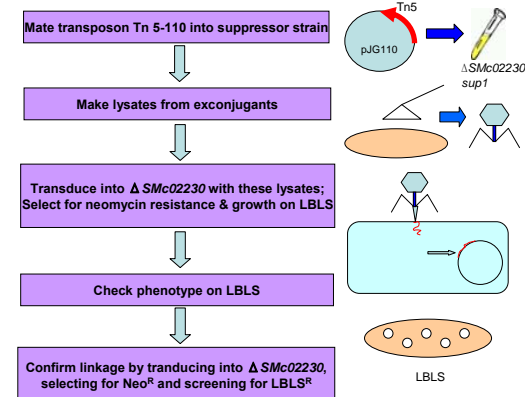 Mate transposon Tn 5-110 into suppressor strain
Make lysates from exconjugants
Transduce into Δ SMc02230 with these lysates;
Select for neomycin resistance & growth on LBLS
Check phenotype on LBLS
Confirm linkage by tranducing into Δ SMc02230,
selecting for Neo^R and screening for LBLS^R
Tn5
pJG110
ΔSMc02230
sup1
LBLS